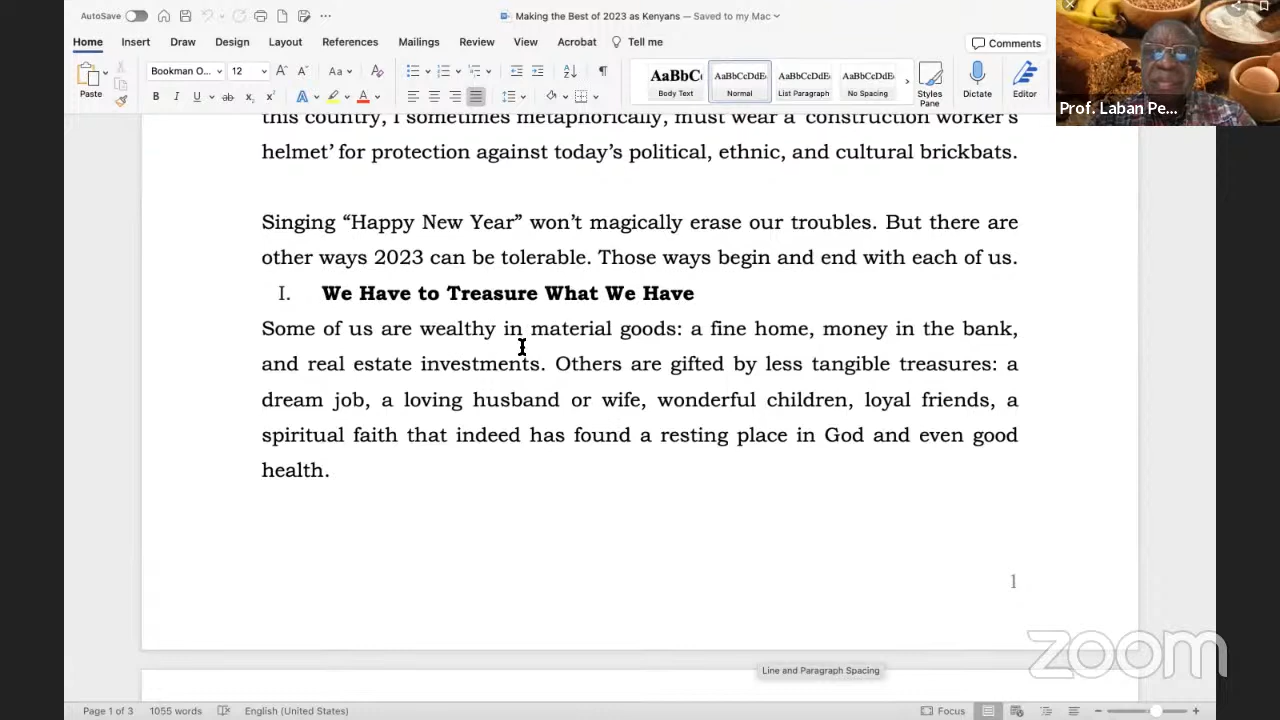 AutoSave
Making the Best of 2023 as Kenyans — Saved to my Mac
Home Insert Draw Design Layout References Mailings Review View Acrobat Tell me
Comments
Paste
Bookman O... 12
AaBbC AaBbCcDdE AaBbCcDdE AaBbCcDdE
Body Text Normal List Paragraph No Spacing
Styles Pane
Dictate
Editor
Prof. Laban Pe...
this country, I sometimes metaphorically, must wear a 'construction worker's
helmet' for protection against today's political, ethnic, and cultural brickbats.
Singing “Happy New Year” won't magically erase our troubles. But there are
other ways 2023 can be tolerable. Those ways begin and end with each of us.
I. We Have to Treasure What We Have
Some of us are wealthy in material goods: a fine home, money in the bank,
and real estate investments. Others are gifted by less tangible treasures: a
dream job, a loving husband or wife, wonderful children, loyal friends, a
spiritual faith that indeed has found a resting place in God and even good
health.
1
zoom
Line and Paragraph Spacing
Page 1 of 3 1055 words English (United States) Focus